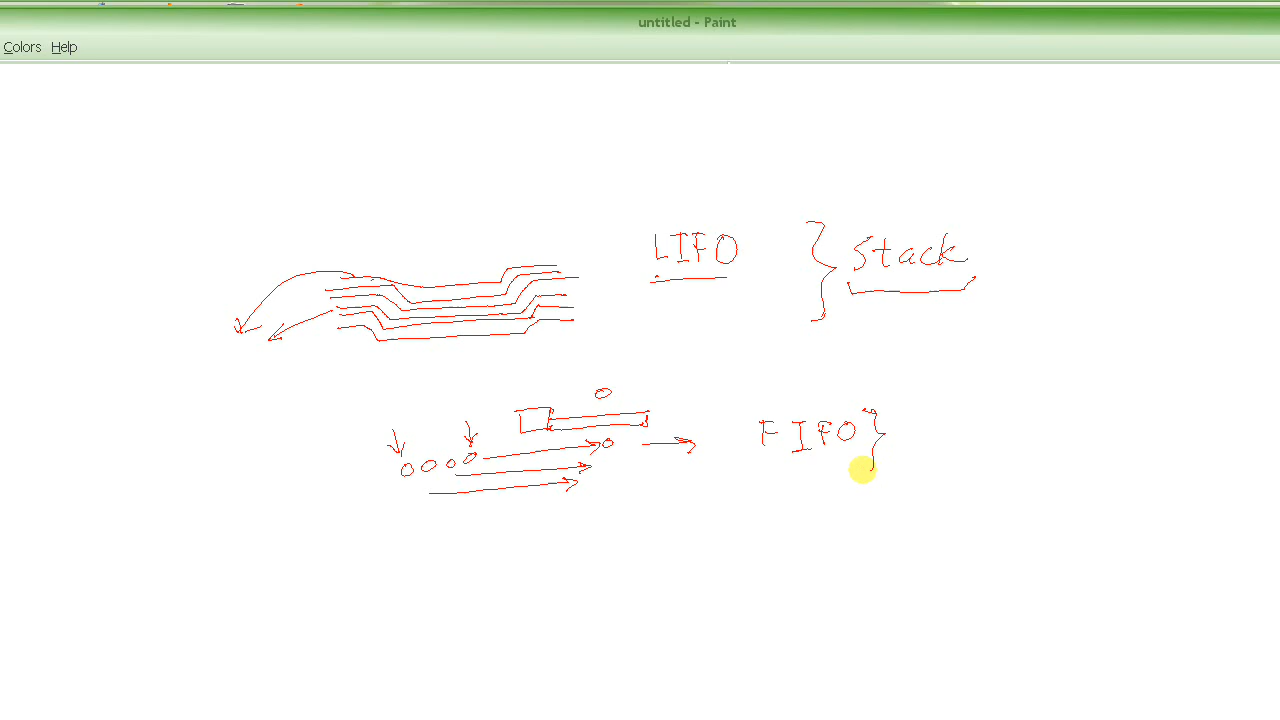 untitled - Paint
Colors Help
LIFO } Stack
FIFO }